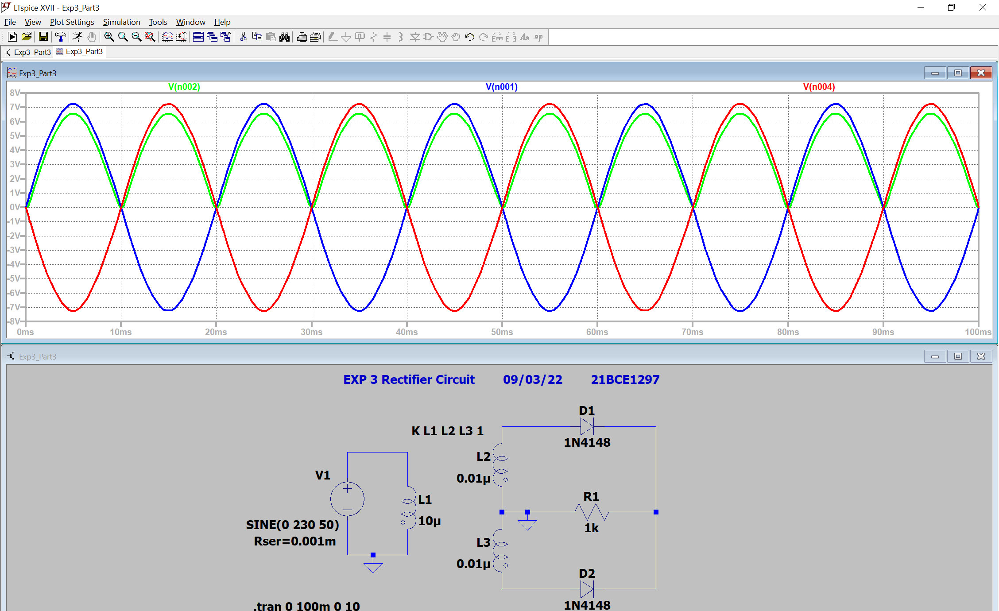 LTspice XVII - Exp3_Part3
File View Plot Settings Simulation Tools Window Help
Exp3_Part3 Exp3_Part3
Exp3_Part3
V(n002) V(n001) V(n004)
8V
7V
6V
5V
4V
3V
2V
1V
0V
-1V
-2V
-3V
-4V
-5V
-6V
-7V
-8V
0ms 10ms 20ms 30ms 40ms 50ms 60ms 70ms 80ms 90ms 100ms
Exp3_Part3
EXP 3 Rectifier Circuit 09/03/22 21BCE1297
D1
K L1 L2 L3 1
1N4148
L2
V1
0.01µ
L1
R1
10µ
SINE(0 230 50)
1k
Rser=0.001m
L3
0.01µ
D2
.tran 0 100m 0 10
1N4148